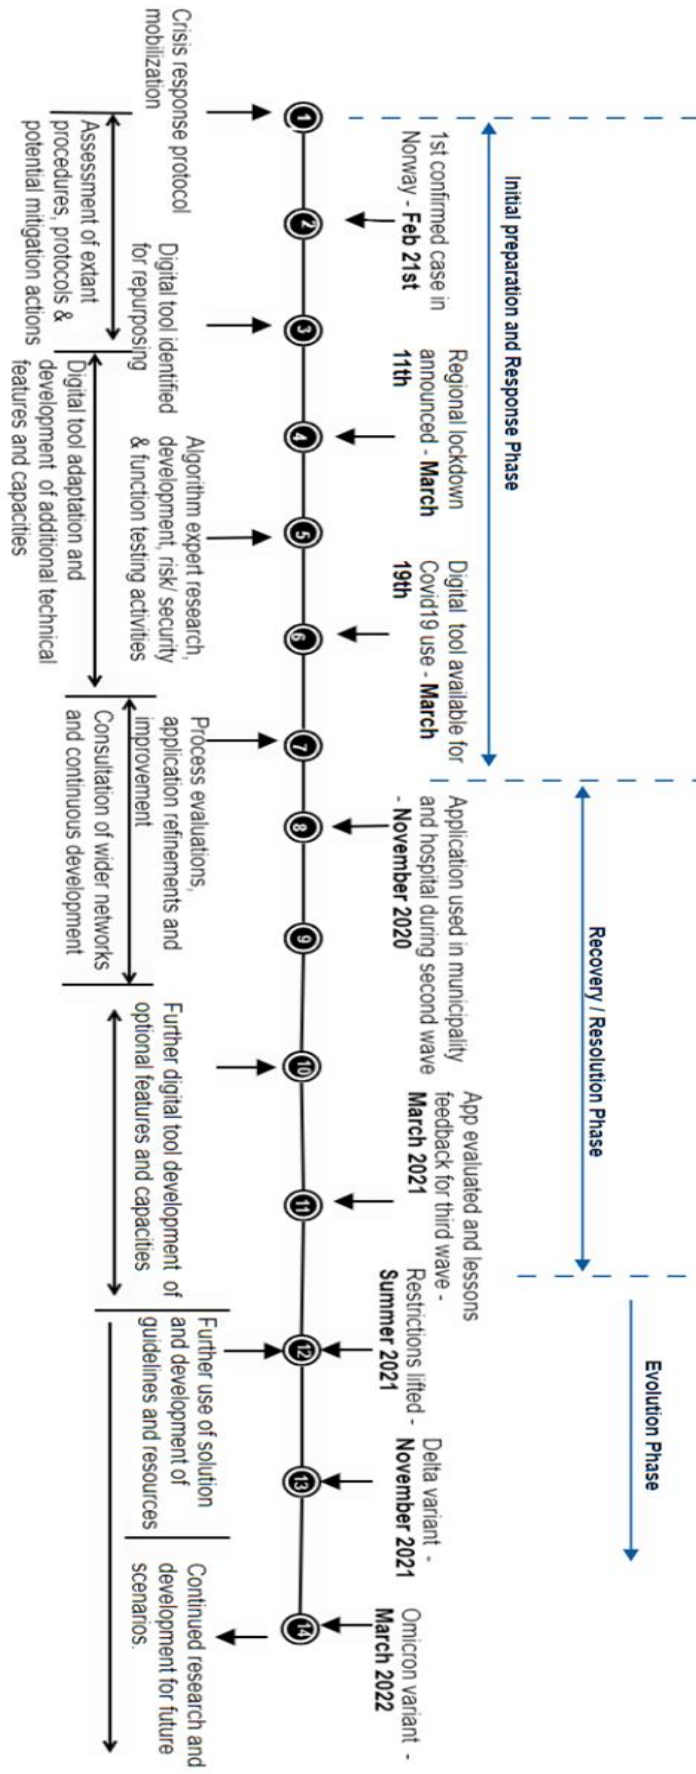 Initial preparation and Response Phase
Recovery / Resolution Phase
Evolution Phase
1st confirmed case in
Norway - Feb 21st
Regional lockdown
announced - March
11th
Digital tool available for
Covid19 use - March
19th
Application used in municipality
and hospital during second wave
- November 2020
App evaluated and lessons
feedback for third wave -
March 2021
Restrictions lifted -
Summer 2021
Delta variant -
November 2021
Omicron variant -
March 2022
1
2
3
4
5
6
7
8
9
10
11
12
13
14
Crisis response protocol
mobilization
Digital tool identified
for repurposing
Algorithm expert research,
development, risk/ security
& function testing activities
Process evaluations,
application refinements and
improvement
Further digital tool development of
optional features and capacities
Further use of solution
and development of
guidelines and resources
Continued research and
development for future
scenarios.
Assessment of extant
procedures, protocols &
potential mitigation actions
Digital tool adaptation and
development of additional technical
features and capacities
Consultation of wider networks
and continuous development